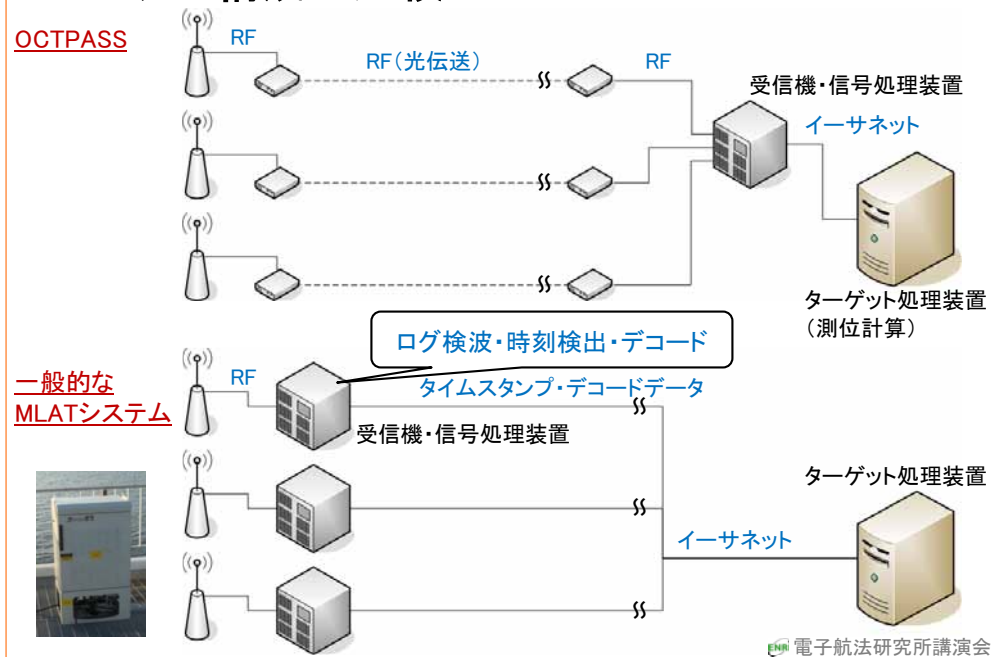 OCTPASS
RF
RF(光伝送)
RF
受信機・信号処理装置
イーサネット
ターゲット処理装置
(測位計算)
ログ検波・時刻検出・デコード
一般的な
MLATシステム
RF
タイムスタンプ・デコードデータ
受信機・信号処理装置
ターゲット処理装置
イーサネット
ENRI 電子航法研究所講演会